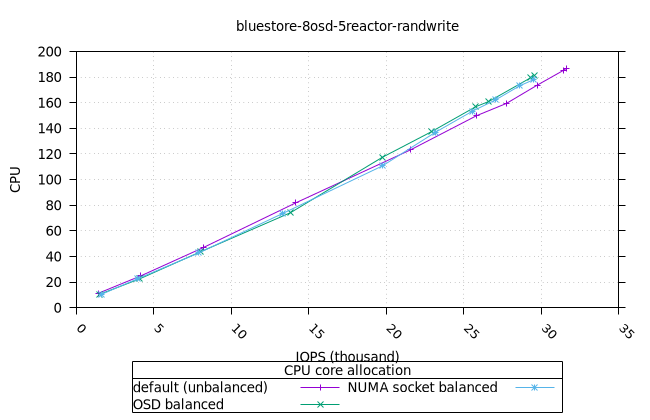 bluestore-8osd-5reactor-randwrite
200
180
160
140
120
100
80
60
40
20
0
CPU
0 5 10 15 20 25 30 35
IOPS (thousand)
CPU core allocation
default (unbalanced) NUMA socket balanced
OSD balanced